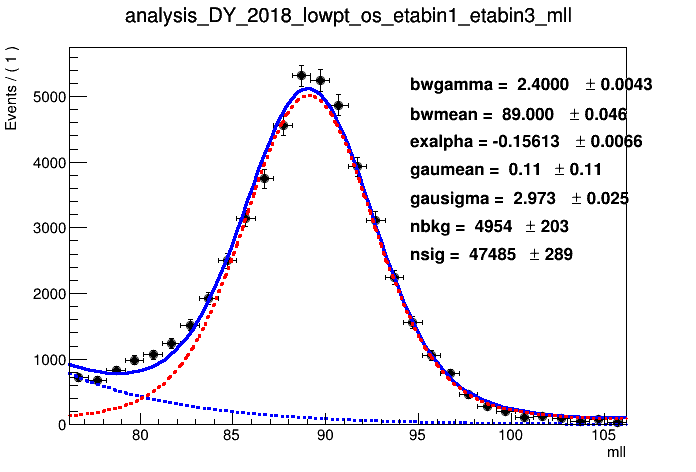 analysis_DY_2018_lowpt_os_etabin1_etabin3_mll
Events / ( 1 )
bwgamma = 2.4000 ± 0.0043
bwmean = 89.000 ± 0.046
exalpha = -0.15613 ± 0.0066
gaumean = 0.11 ± 0.11
gausigma = 2.973 ± 0.025
nbkg = 4954 ± 203
nsig = 47485 ± 289
5000
4000
3000
2000
1000
0
80 85 90 95 100 105
mll